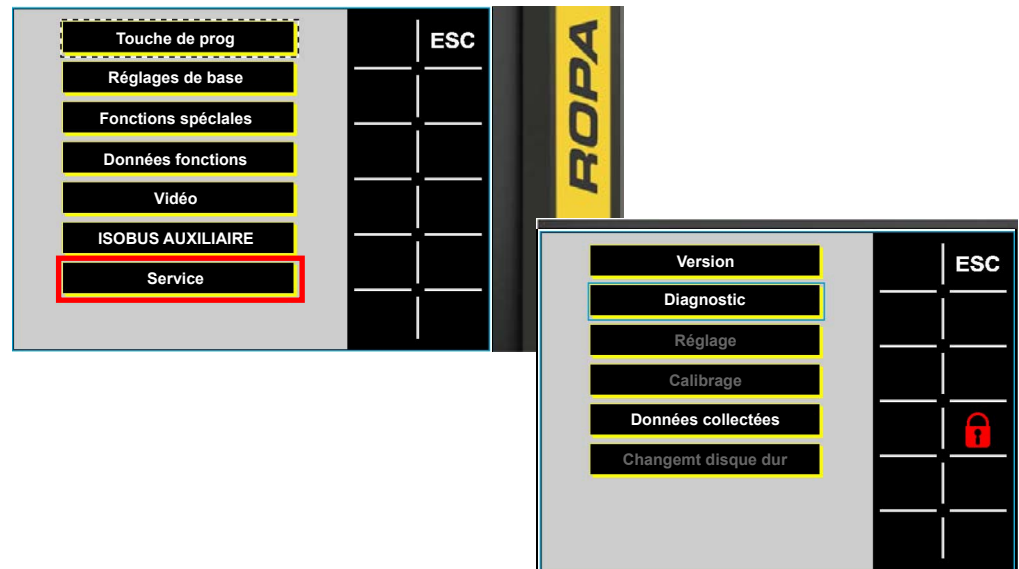 Touche de prog
ESC
Réglages de base
Fonctions spéclales
Données fonctions
Vidéo
ISOBUS AUXILIAIRE
Service
ROPA
Version
ESC
Diagnostic
Réglage
Calibrage
Données collectées
Changemt disque dur